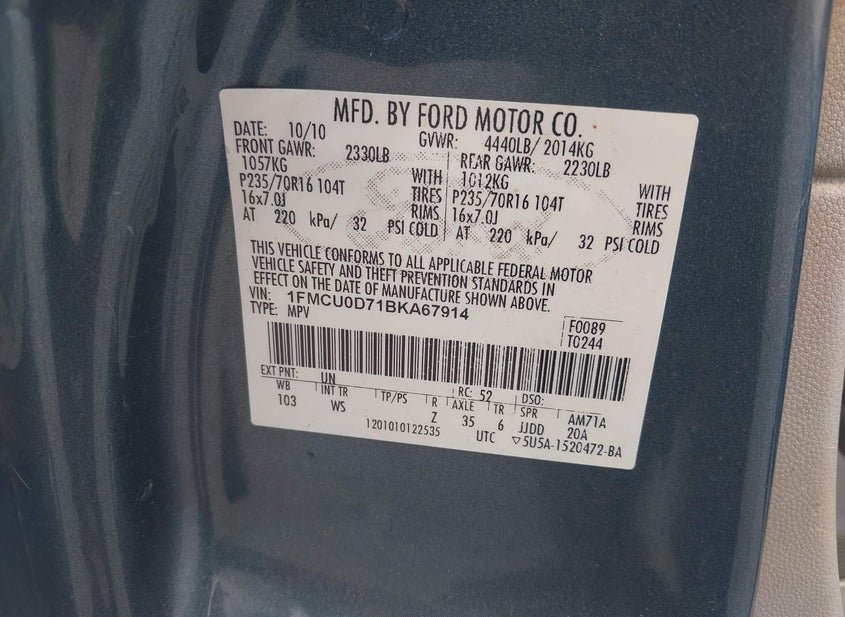 MFD. BY FORD MOTOR CO.
DATE: 10/10 GVWR: 4440LB/ 2014KG
FRONT GAWR: 2330LB REAR GAWR: 2230LB
1057KG WITH 1012KG WITH
P235/70R16 104T TIRES P235/70R16 104T TIRES
16x7.0J RIMS 16x7.0J RIMS
AT 220 kPa/ 32 PSI COLD AT 220 kPa/ 32 PSI COLD
THIS VEHICLE CONFORMS TO ALL APPLICABLE FEDERAL MOTOR
VEHICLE SAFETY AND THEFT PREVENTION STANDARDS IN
EFFECT ON THE DATE OF MANUFACTURE SHOWN ABOVE.
VIN: 1FMCU0D71BKA67914
TYPE: MPV
F0089
T0244
EXT PNT: UN RC: 52 DSO:
WB INT TR TP/PS R AXLE TR SPR AM71A
103 WS Z 35 6 JJDD 20A
1201010122535 UTC ▽5U5A-1520472-BA